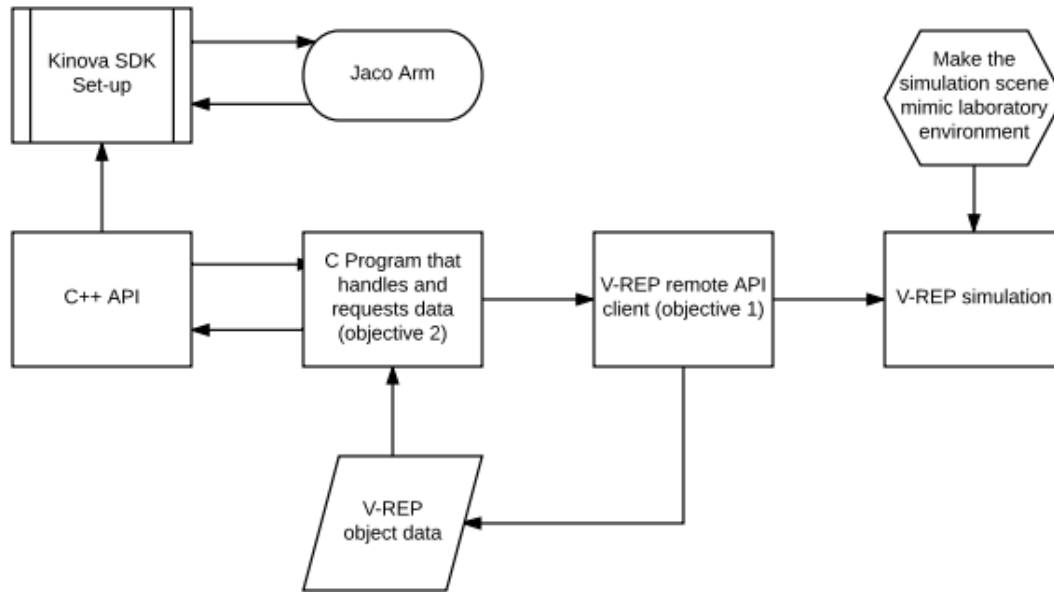 Kinova SDK
Set-up
Jaco Arm
Make the
simulation scene
mimic laboratory
environment
C++ API
C Program that
handles and
requests data
(objective 2)
V-REP remote API
client (objective 1)
V-REP simulation
V-REP
object data